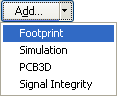 Add...
Footprint
Simulation
PCB3D
Signal Integrity